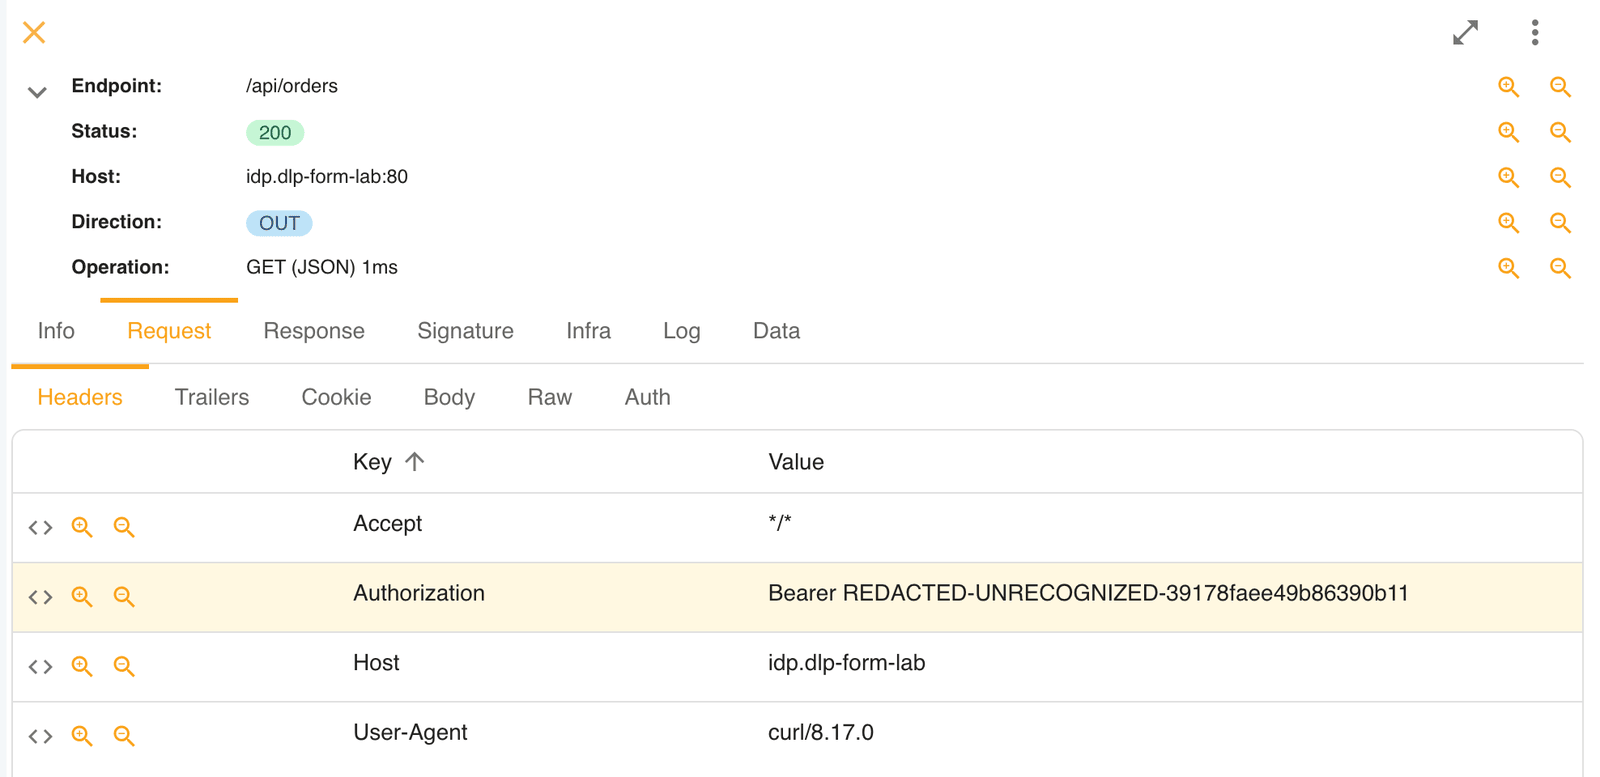 Endpoint: /api/orders
Status: 200
Host: idp.dlp-form-lab:80
Direction: OUT
Operation: GET (JSON) 1ms
Info Request Response Signature Infra Log Data
Headers Trailers Cookie Body Raw Auth
Key Value
Accept */*
Authorization Bearer REDACTED-UNRECOGNIZED-39178faee49b86390b11
Host idp.dlp-form-lab
User-Agent curl/8.17.0